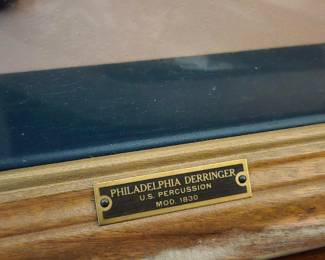 PHILADELPHIA DERRINGER
U.S. PERCUSSION
MOD. 1830